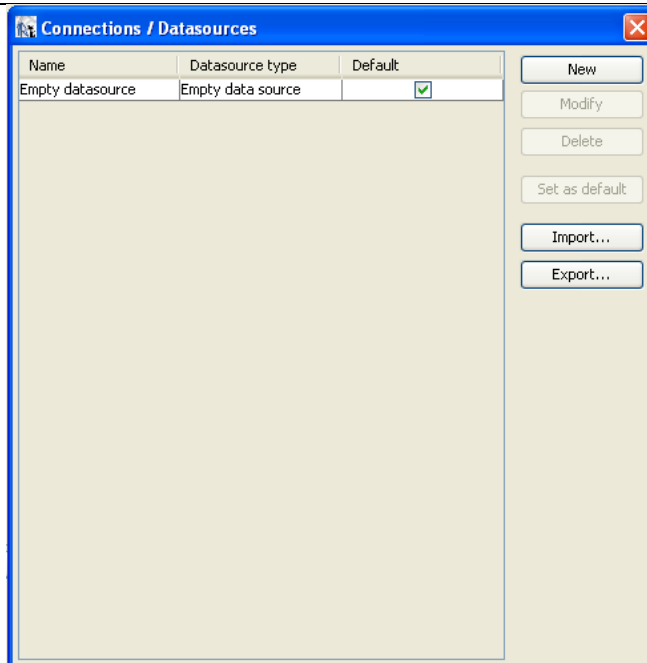 Connections / Datasources
Name Datasource type Default
Empty datasource Empty data source
New
Modify
Delete
Set as default
Import...
Export...